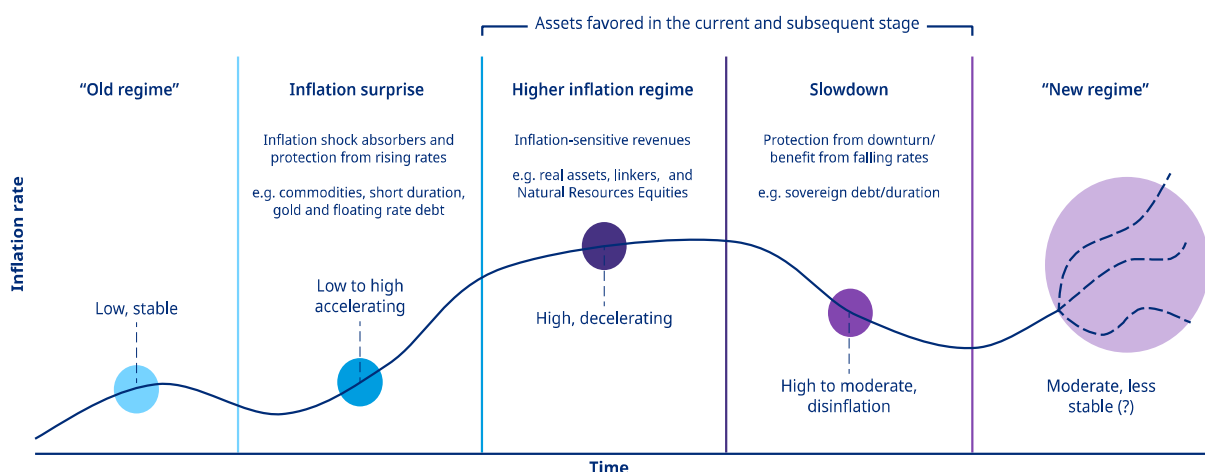 Assets favored in the current and subsequent stage
“Old regime”
Inflation surprise
Higher inflation regime
Slowdown
“New regime”
Inflation shock absorbers and
protection from rising rates
e.g. commodities, short duration,
gold and floating rate debt
Inflation-sensitive revenues
e.g. real assets, linkers, and
Natural Resources Equities
Protection from downturn/
benefit from falling rates
e.g. sovereign debt/duration
Inflation rate
Low, stable
Low to high
accelerating
High, decelerating
High to moderate,
disinflation
Moderate, less
stable (?)
Time